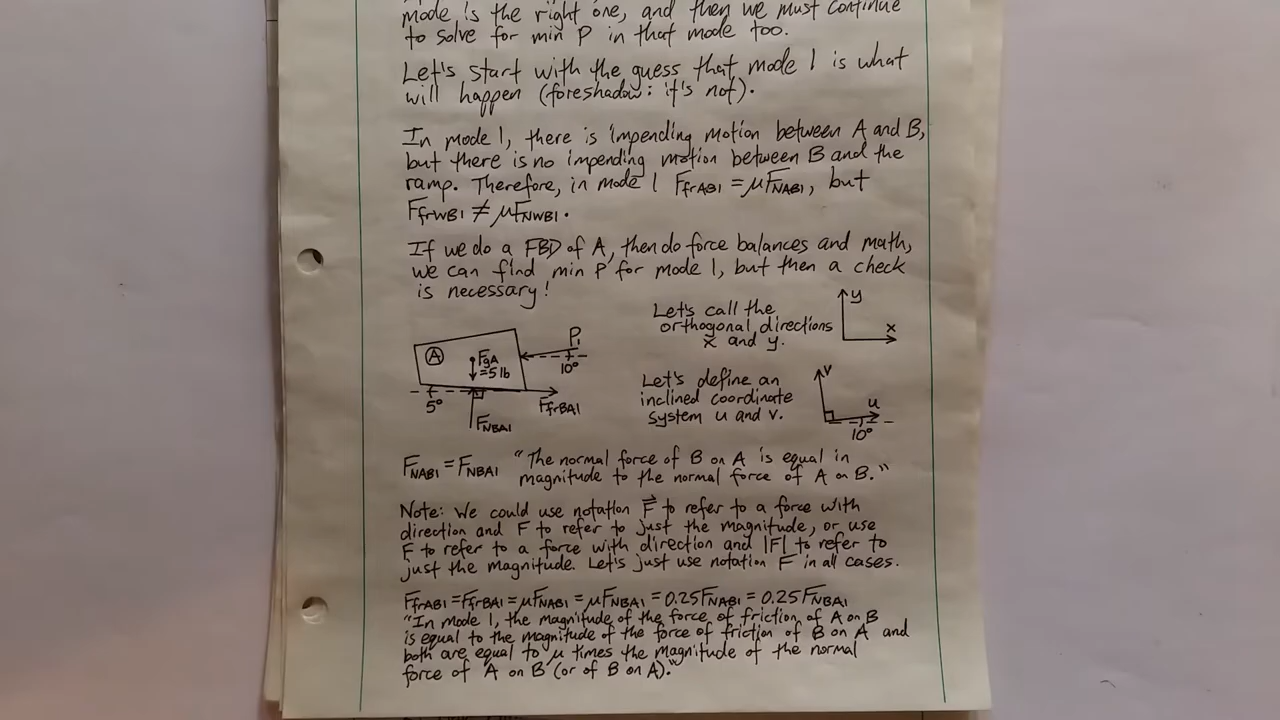 mode is the right one, and then we must continue
to solve for min P in that mode too.
Let's start with the guess that mode 1 is what
will happen (foreshadow: it's not).
In mode 1, there is impending motion between A and B,
but there is no impending motion between B and the
ramp. Therefore, in mode 1 FfrAB1 = μFNAB1, but
FfrWB1 ≠ μFNWB1.
If we do a FBD of A, then do force balances and math,
we can find min P for mode 1, but then a check
is necessary!
Let's call the
orthogonal directions
x and y.
y
x
A
FgA
=5 lb
P1
10°
5°
FfrBA1
FNBA1
Let's define an
inclined coordinate
system u and v.
v
u
10°
FNAB1 = FNBA1 "The normal force of B on A is equal in
magnitude to the normal force of A on B."
Note: We could use notation F⃗ to refer to a force with
direction and F to refer to just the magnitude, or use
F to refer to a force with direction and |F| to refer to
just the magnitude. Let's just use notation F in all cases.
FfrAB1 = FfrBA1 = μFNAB1 = μFNBA1 = 0.25FNAB1 = 0.25FNBA1
"In mode 1, the magnitude of the force of friction of A on B
is equal to the magnitude of the force of friction of B on A and
both are equal to μ times the magnitude of the normal
force of A on B (or of B on A)."